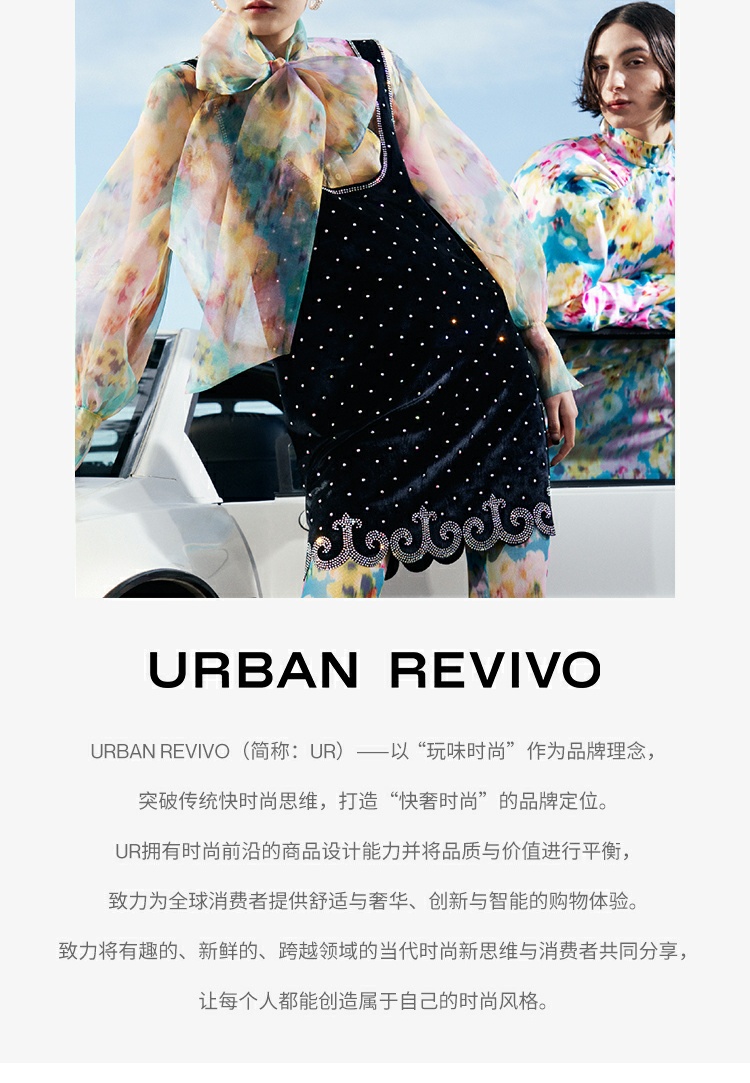 URBAN REVIVO
URBAN REVIVO（简称：UR）——以“玩味时尚”作为品牌理念，
突破传统快时尚思维，打造“快奢时尚”的品牌定位。
UR拥有时尚前沿的商品设计能力并将品质与价值进行平衡，
致力为全球消费者提供舒适与奢华、创新与智能的购物体验。
致力将有趣的、新鲜的、跨越领域的当代时尚新思维与消费者共同分享，
让每个人都能创造属于自己的时尚风格。